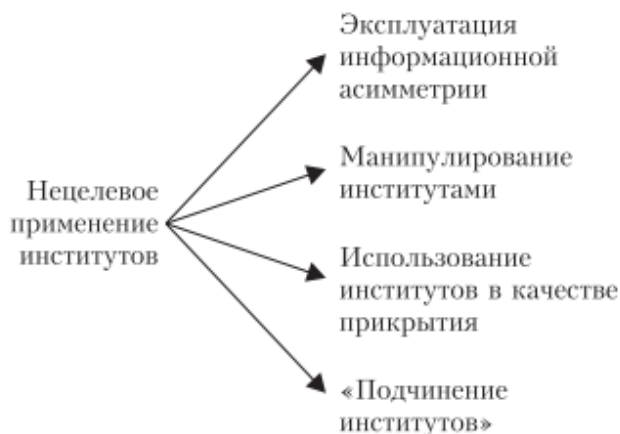 Нецелевое
применение
институтов
Эксплуатация
информационной
асимметрии
Манипулирование
институтами
Использование
институтов в качестве
прикрытия
«Подчинение
институтов»